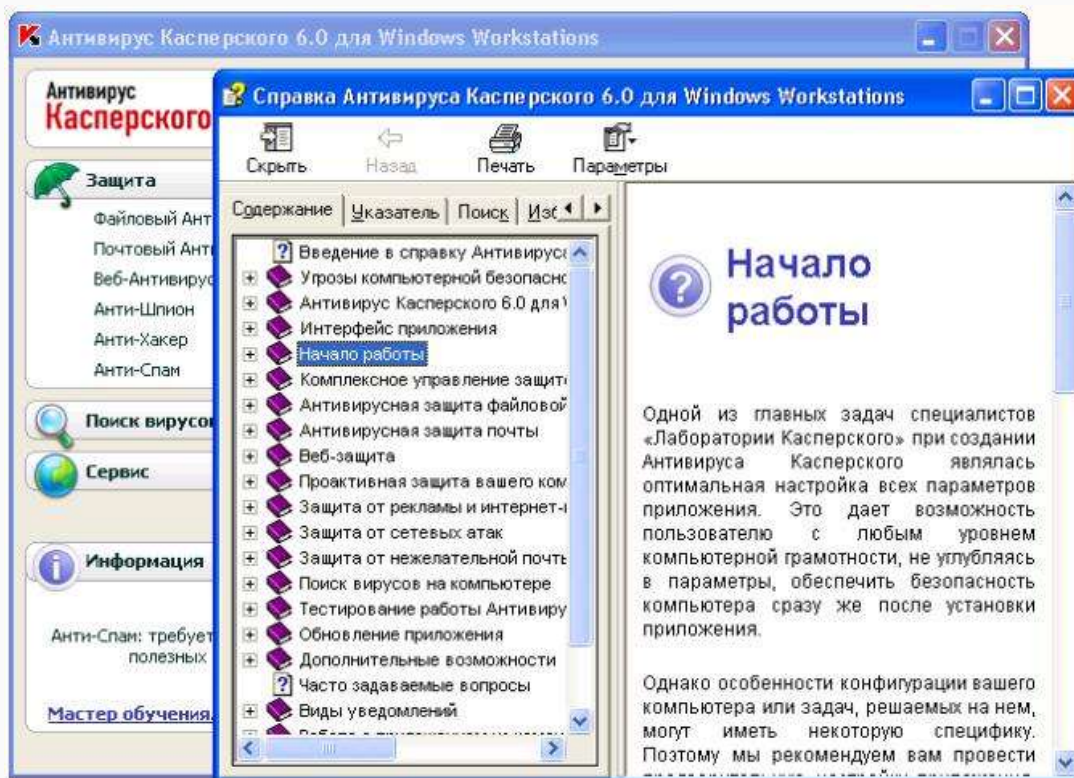 Антивирус Касперского 6.0 для Windows Workstations
Антивирус
Касперского
Защита
Файловый Ант
Почтовый Анти
Веб-Антивирус
Анти-Шпион
Анти-Хакер
Анти-Спам
Поиск вирусо
Сервис
Информация
Анти-Спам: требует
полезных
Мастер обучения.
Справка Антивируса Касперского 6.0 для Windows Workstations
Скрыть Назад Печать Параметры
Содержание Указатель Поиск Изб
Введение в справку Антивируса
Угрозы компьютерной безопасно
Антивирус Касперского 6.0 для
Интерфейс приложения
Начало работы
Комплексное управление защит
Антивирусная защита файловой
Антивирусная защита почты
Веб-защита
Проактивная защита вашего ком
Защита от рекламы и интернет-
Защита от сетевых атак
Защита от нежелательной почты
Поиск вирусов на компьютере
Тестирование работы Антивиру
Обновление приложения
Дополнительные возможности
Часто задаваемые вопросы
Виды уведомлений
Начало
работы
Одной из главных задач специалистов
«Лаборатории Касперского» при создании
Антивируса Касперского являлась
оптимальная настройка всех параметров
приложения. Это дает возможность
пользователю с любым уровнем
компьютерной грамотности, не углубляясь
в параметры, обеспечить безопасность
компьютера сразу же после установки
приложения.
Однако особенности конфигурации вашего
компьютера или задач, решаемых на нем,
могут иметь некоторую специфику.
Поэтому мы рекомендуем вам провести